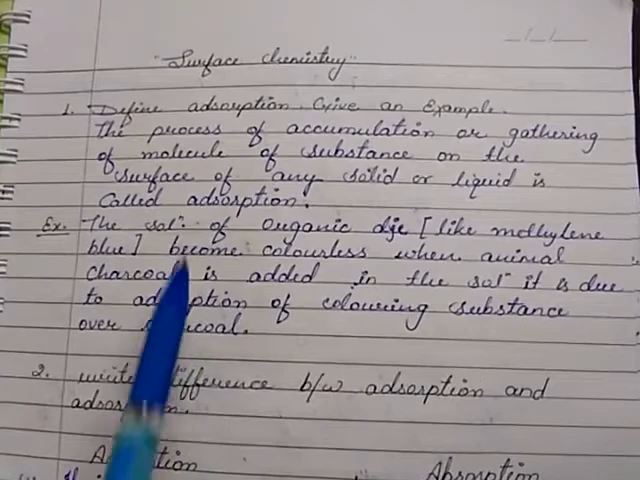 "Surface chemistry"
1. Define adsorption. Give an Example.
The process of accumulation or gathering
of molecule of substance on the
surface of any solid or liquid is
called adsorption.
Ex. The solⁿ of organic dye [like methylene
blue] become colourless when animal
charcoal is added in the solⁿ it is due
to adsorption of colouring substance
over charcoal.
2. write difference b/w adsorption and
Absorption